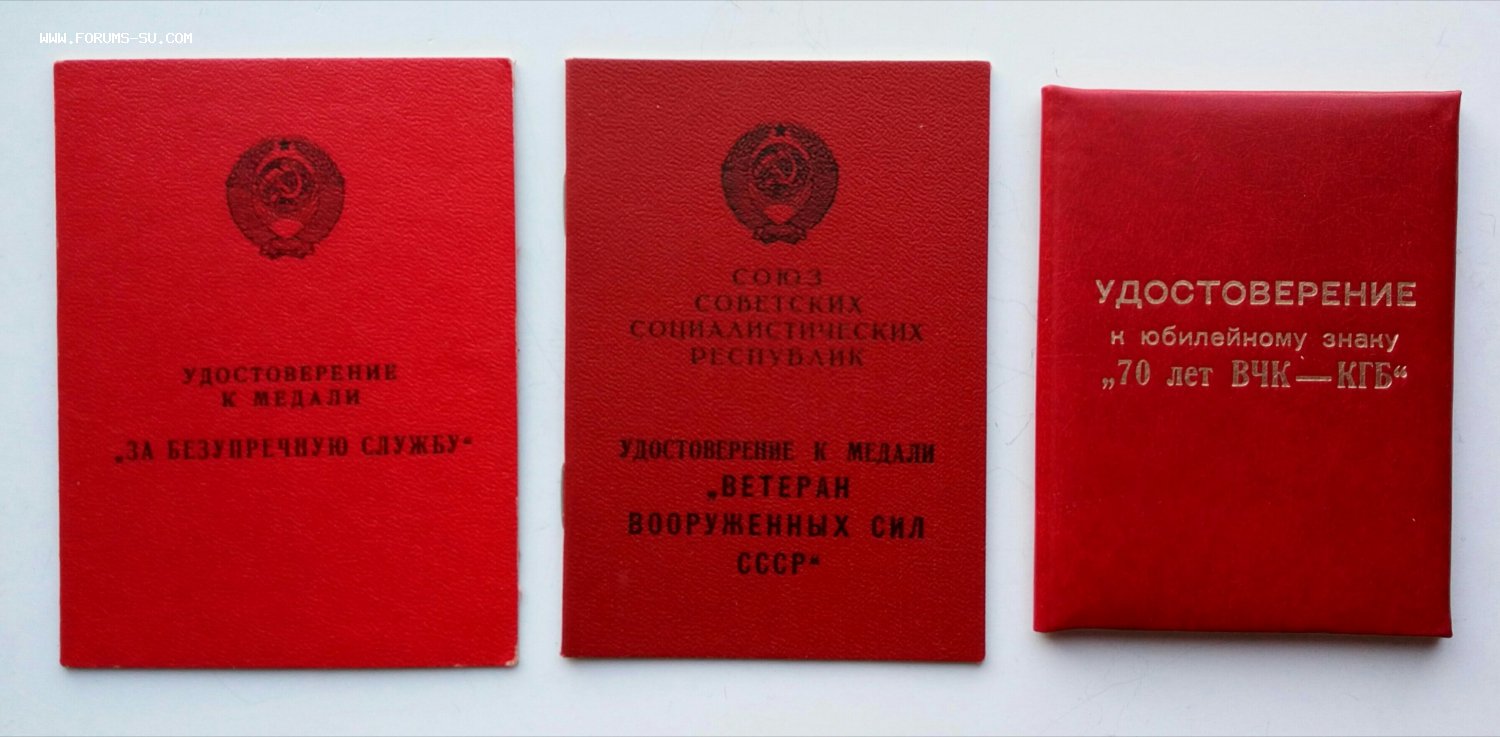 WWW.FORUMS-SU.COM
УДОСТОВЕРЕНИЕ
К МЕДАЛИ
„ЗА БЕЗУПРЕЧНУЮ СЛУЖБУ“
СОЮЗ
СОВЕТСКИХ
СОЦИАЛИСТИЧЕСКИХ
РЕСПУБЛИК
УДОСТОВЕРЕНИЕ К МЕДАЛИ
„ВЕТЕРАН
ВООРУЖЕННЫХ СИЛ
СССР“
УДОСТОВЕРЕНИЕ
к юбилейному знаку
„70 лет ВЧК—КГБ“